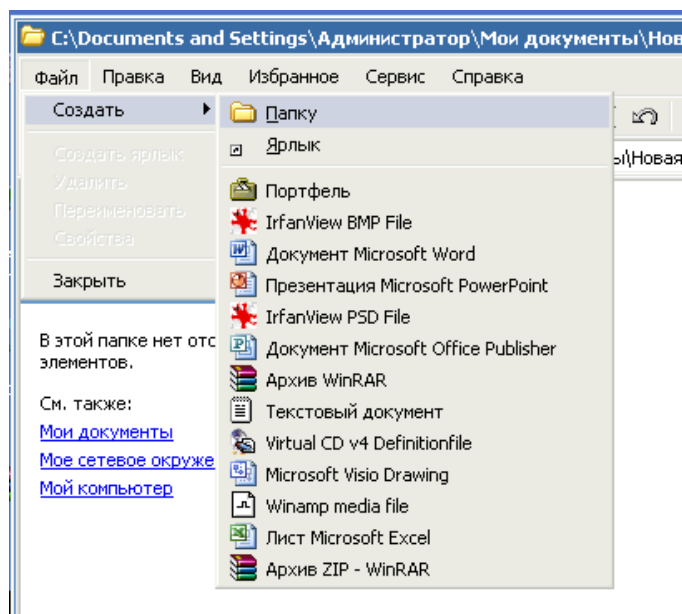 C:\Documents and Settings\Администратор\Мои документы\Нов
Файл Правка Вид Избранное Сервис Справка
Создать
Создать ярлык
Удалить
Переименовать
Свойства
Закрыть
Папку
Ярлык
Портфель
IrfanView BMP File
Документ Microsoft Word
Презентация Microsoft PowerPoint
IrfanView PSD File
Документ Microsoft Office Publisher
Архив WinRAR
Текстовый документ
Virtual CD v4 Definitionfile
Microsoft Visio Drawing
Winamp media file
Лист Microsoft Excel
Архив ZIP - WinRAR
ы\Новая
В этой папке нет отс
элементов.
См. также:
Мои документы
Мое сетевое окруже
Мой компьютер